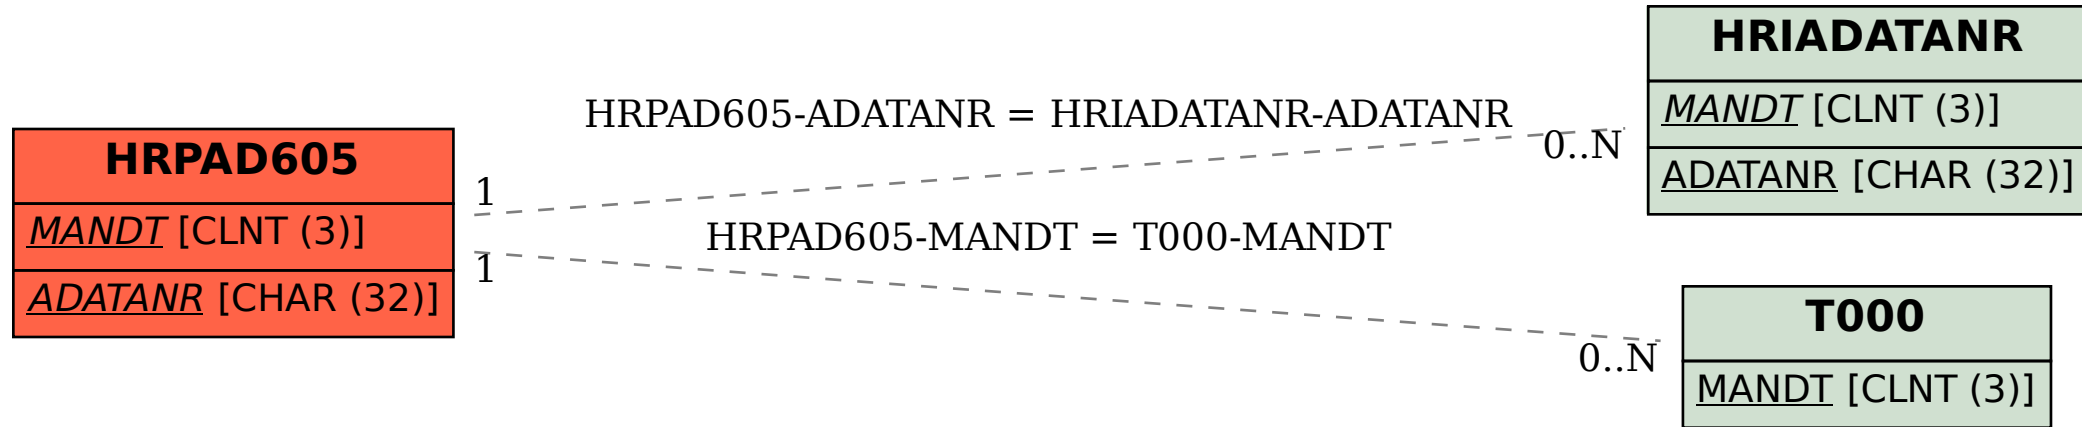 HRPAD605
MANDT [CLNT (3)]
ADATANR [CHAR (32)]
HRPAD605-ADATANR = HRIADATANR-ADATANR
1
0..N
HRPAD605-MANDT = T000-MANDT
1
0..N
HRIADATANR
MANDT [CLNT (3)]
ADATANR [CHAR (32)]
T000
MANDT [CLNT (3)]